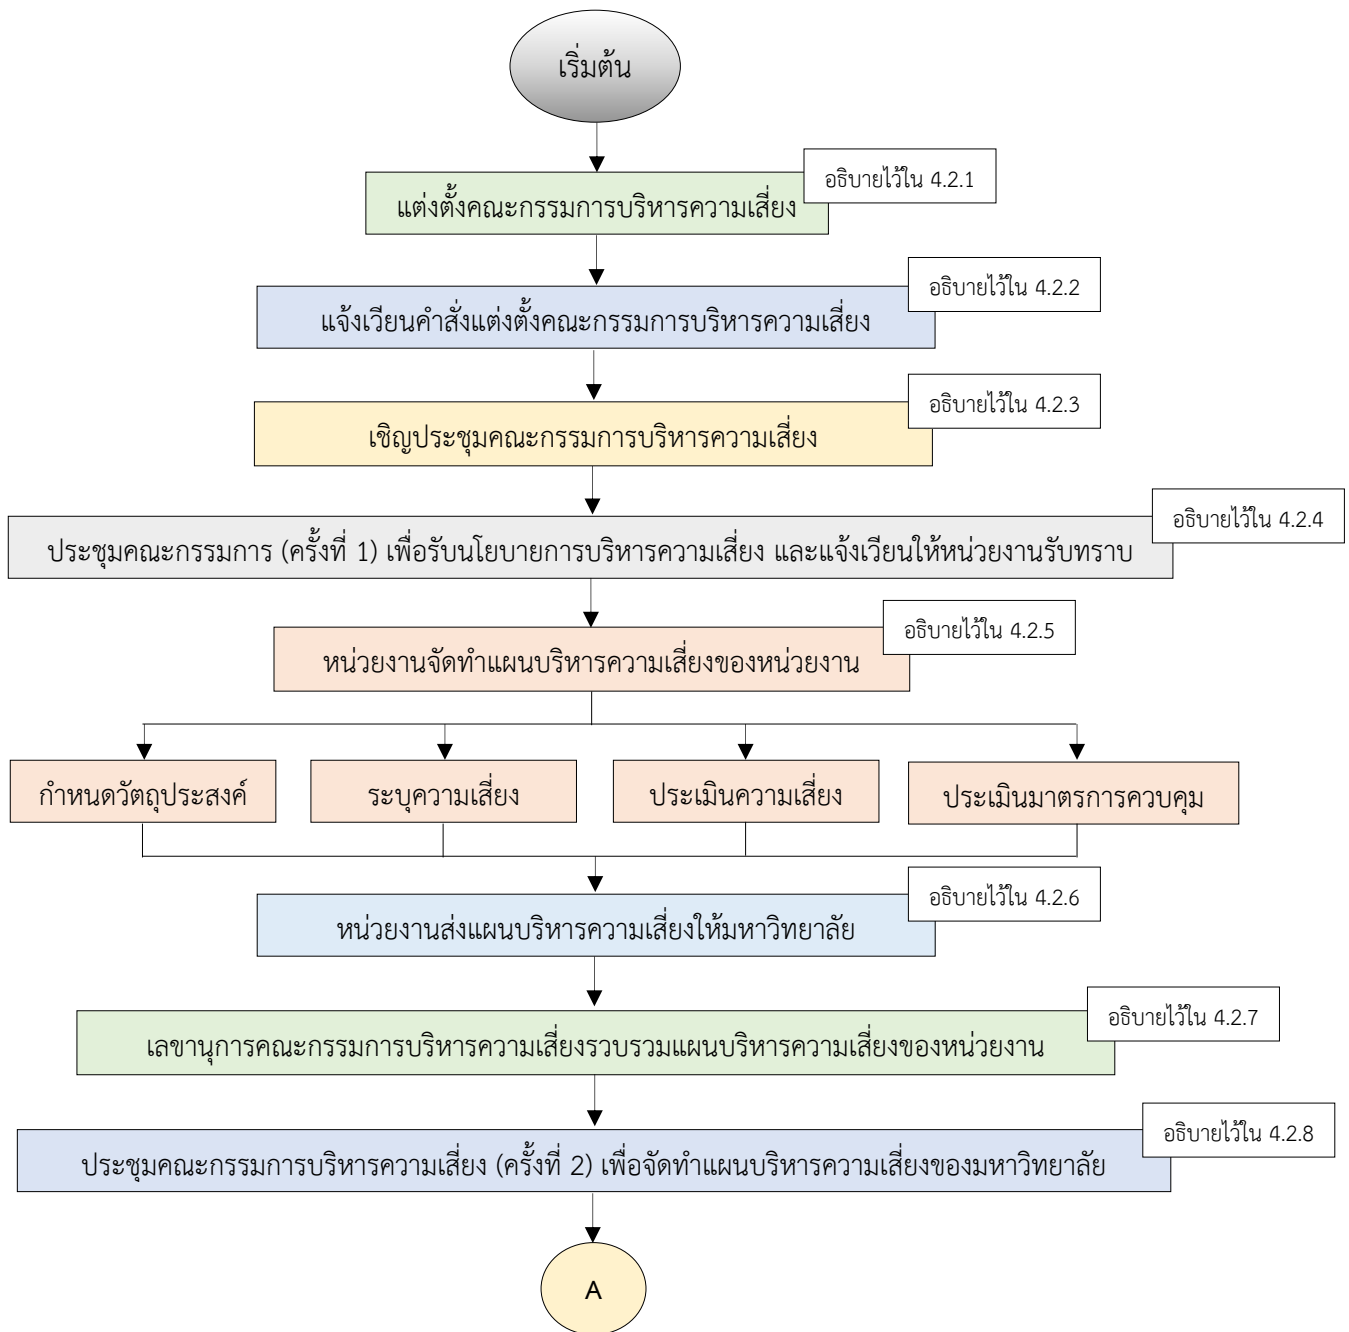 เริ่มต้น
อธิบายไว้ใน 4.2.1
แต่งตั้งคณะกรรมการบริหารความเสี่ยง
อธิบายไว้ใน 4.2.2
แจ้งเวียนคำสั่งแต่งตั้งคณะกรรมการบริหารความเสี่ยง
อธิบายไว้ใน 4.2.3
เชิญประชุมคณะกรรมการบริหารความเสี่ยง
อธิบายไว้ใน 4.2.4
ประชุมคณะกรรมการ (ครั้งที่ 1) เพื่อรับนโยบายการบริหารความเสี่ยง และแจ้งเวียนให้หน่วยงานรับทราบ
อธิบายไว้ใน 4.2.5
หน่วยงานจัดทำแผนบริหารความเสี่ยงของหน่วยงาน
กำหนดวัตถุประสงค์
ระบุความเสี่ยง
ประเมินความเสี่ยง
ประเมินมาตรการควบคุม
อธิบายไว้ใน 4.2.6
หน่วยงานส่งแผนบริหารความเสี่ยงให้มหาวิทยาลัย
อธิบายไว้ใน 4.2.7
เลขานุการคณะกรรมการบริหารความเสี่ยงรวบรวมแผนบริหารความเสี่ยงของหน่วยงาน
อธิบายไว้ใน 4.2.8
ประชุมคณะกรรมการบริหารความเสี่ยง (ครั้งที่ 2) เพื่อจัดทำแผนบริหารความเสี่ยงของมหาวิทยาลัย
A